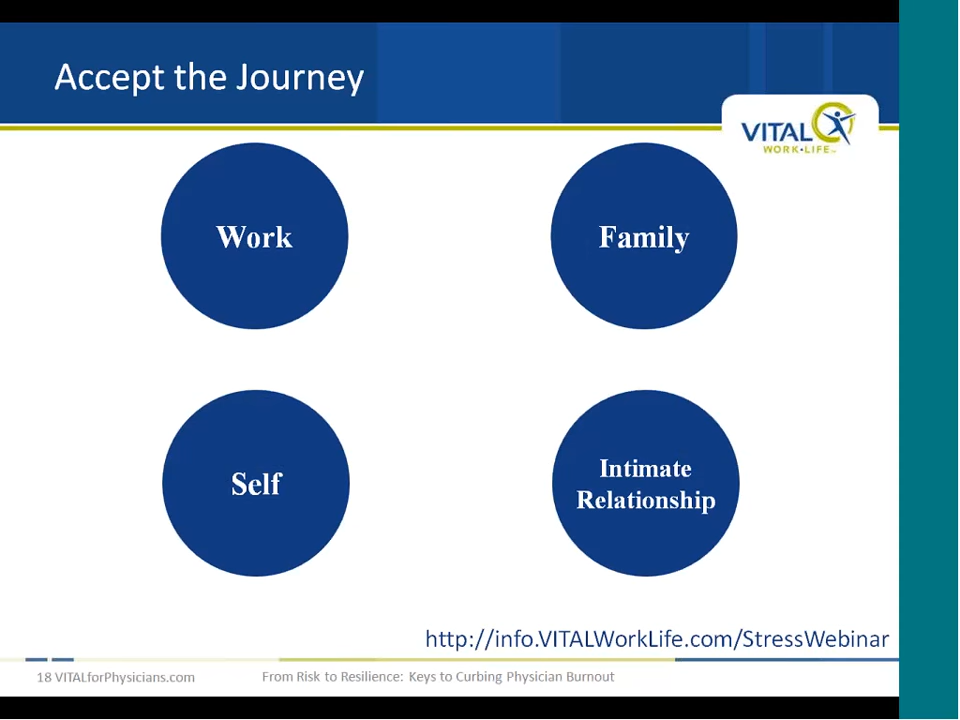 Accept the Journey
VITAL
WORK•LIFE
Work
Family
Self
Intimate
Relationship
http://info.VITALWorkLife.com/StressWebinar
18 VITALforPhysicians.com
From Risk to Resilience: Keys to Curbing Physician Burnout